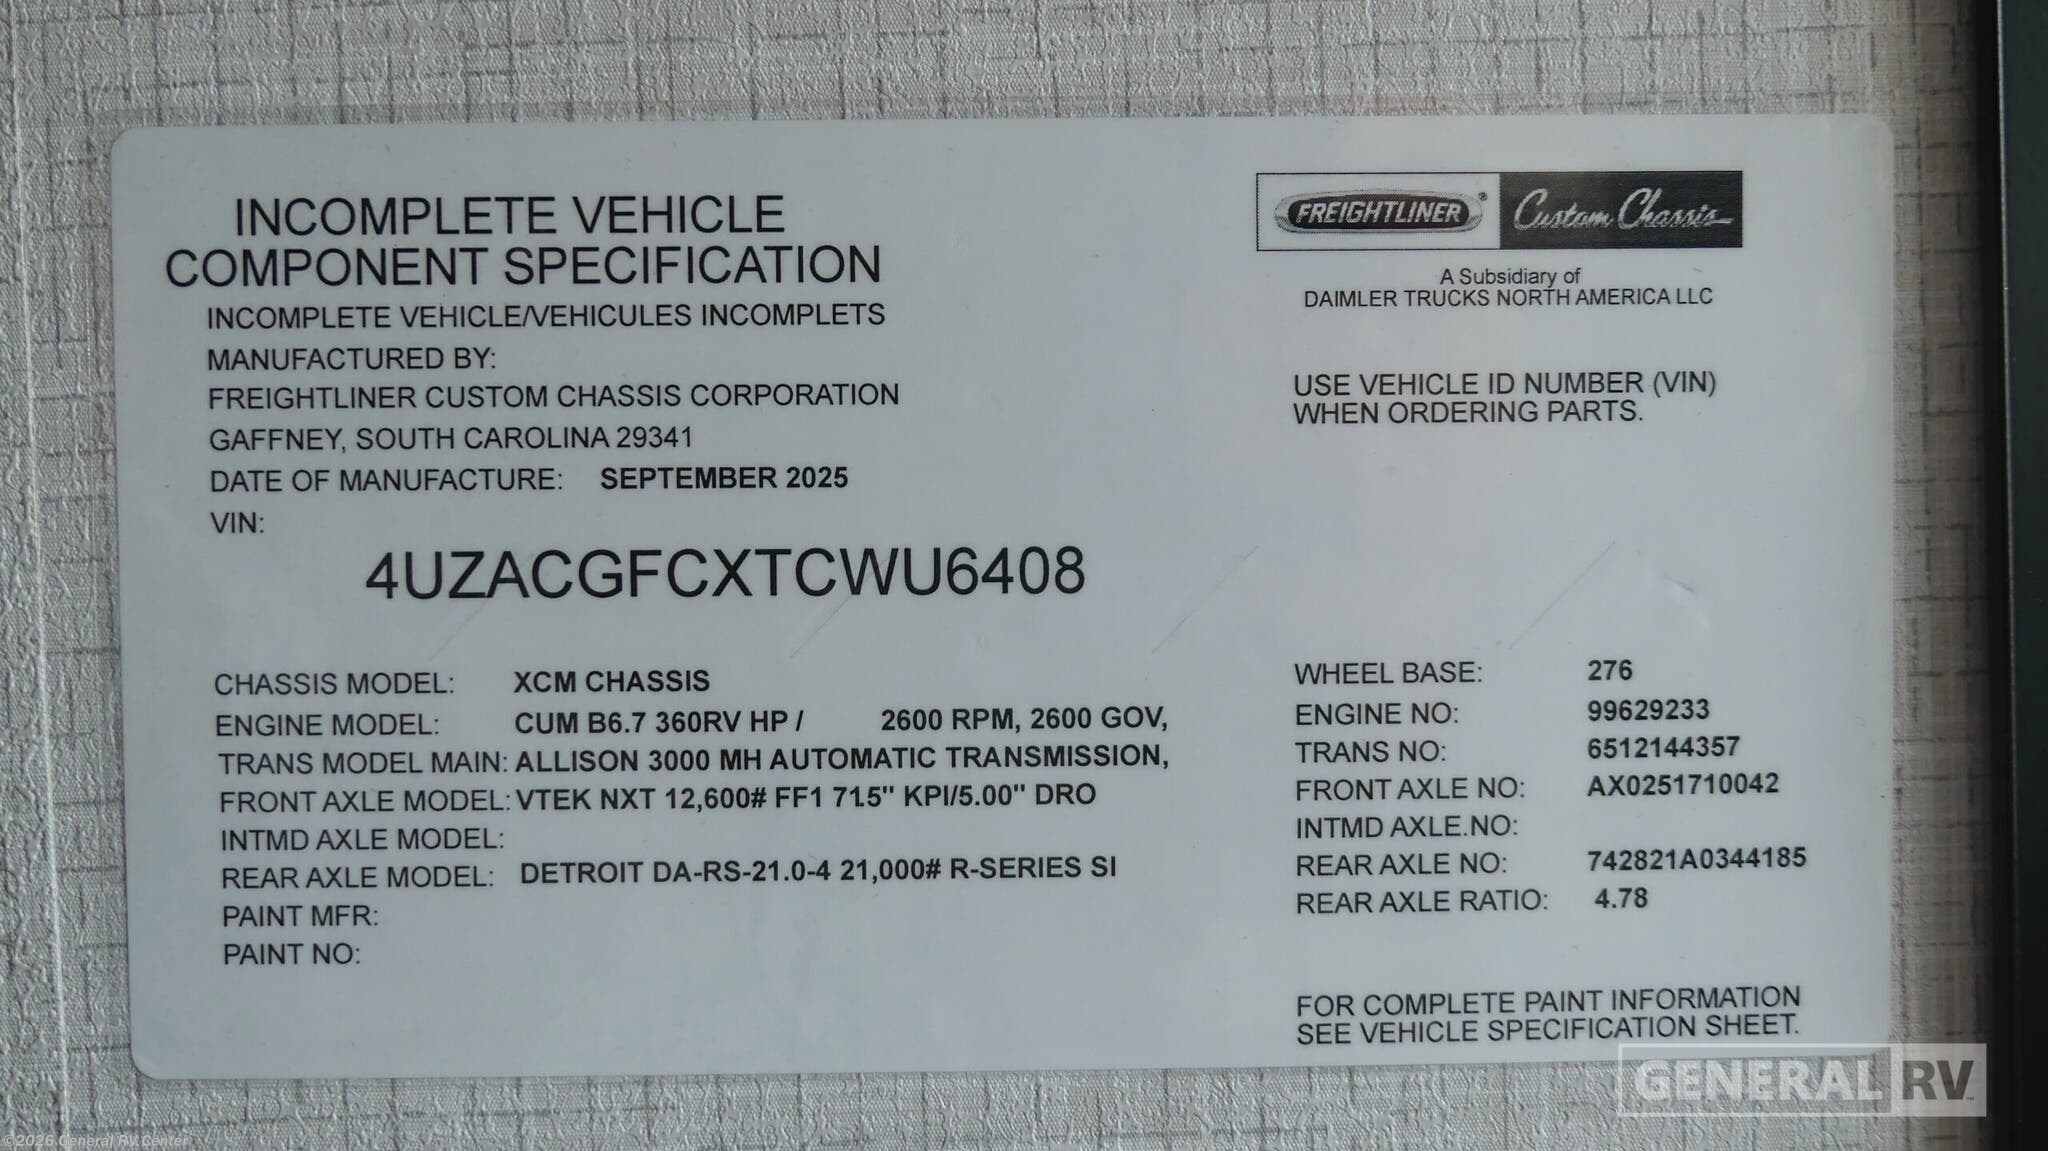 INCOMPLETE VEHICLE
COMPONENT SPECIFICATION
INCOMPLETE VEHICLE/VEHICULES INCOMPLETS
MANUFACTURED BY:
FREIGHTLINER CUSTOM CHASSIS CORPORATION
GAFFNEY, SOUTH CAROLINA 29341
DATE OF MANUFACTURE: SEPTEMBER 2025
VIN:
4UZACGFCXTCWU6408
FREIGHTLINER® Custom Chassis
A Subsidiary of
DAIMLER TRUCKS NORTH AMERICA LLC
USE VEHICLE ID NUMBER (VIN)
WHEN ORDERING PARTS.
CHASSIS MODEL: XCM CHASSIS
ENGINE MODEL: CUM B6.7 360RV HP / 2600 RPM, 2600 GOV,
TRANS MODEL MAIN: ALLISON 3000 MH AUTOMATIC TRANSMISSION,
FRONT AXLE MODEL: VTEK NXT 12,600# FF1 71.5" KPI/5.00" DRO
INTMD AXLE MODEL:
REAR AXLE MODEL: DETROIT DA-RS-21.0-4 21,000# R-SERIES SI
PAINT MFR:
PAINT NO:
WHEEL BASE: 276
ENGINE NO: 99629233
TRANS NO: 6512144357
FRONT AXLE NO: AX0251710042
INTMD AXLE.NO:
REAR AXLE NO: 742821A0344185
REAR AXLE RATIO: 4.78
FOR COMPLETE PAINT INFORMATION
SEE VEHICLE SPECIFICATION SHEET.
GENERAL RV™
©2026 General RV Center